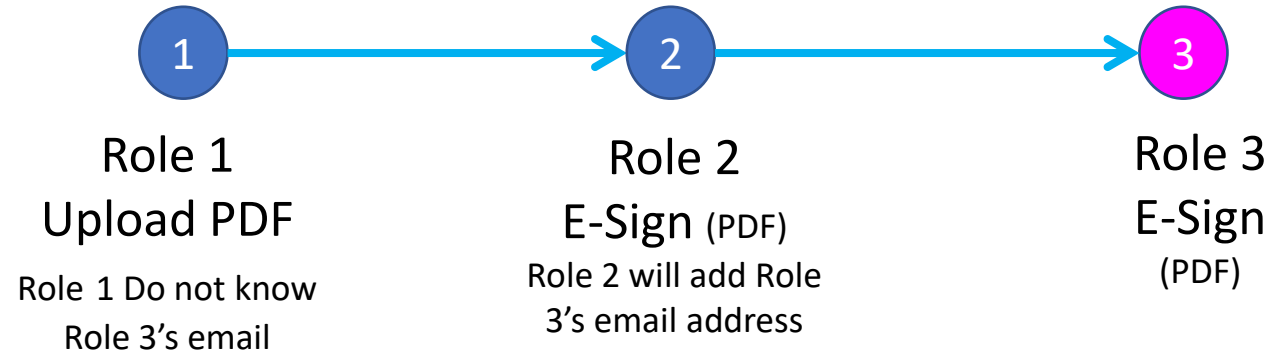 1
2
3
Role 1
Upload PDF
Role 1 Do not know
Role 3’s email
Role 2
E-Sign (PDF)
Role 2 will add Role
3’s email address
Role 3
E-Sign
(PDF)